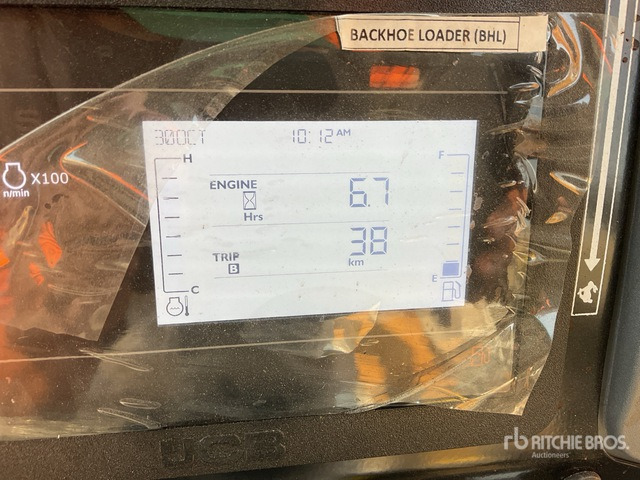 BACKHOE LOADER (BHL)
30OCT 10:12 AM
H F
ENGINE 6.7
Hrs
38
TRIP km
B
E
C
X100
n/min
JCB
rb RITCHIE BROS.
Auctioneers